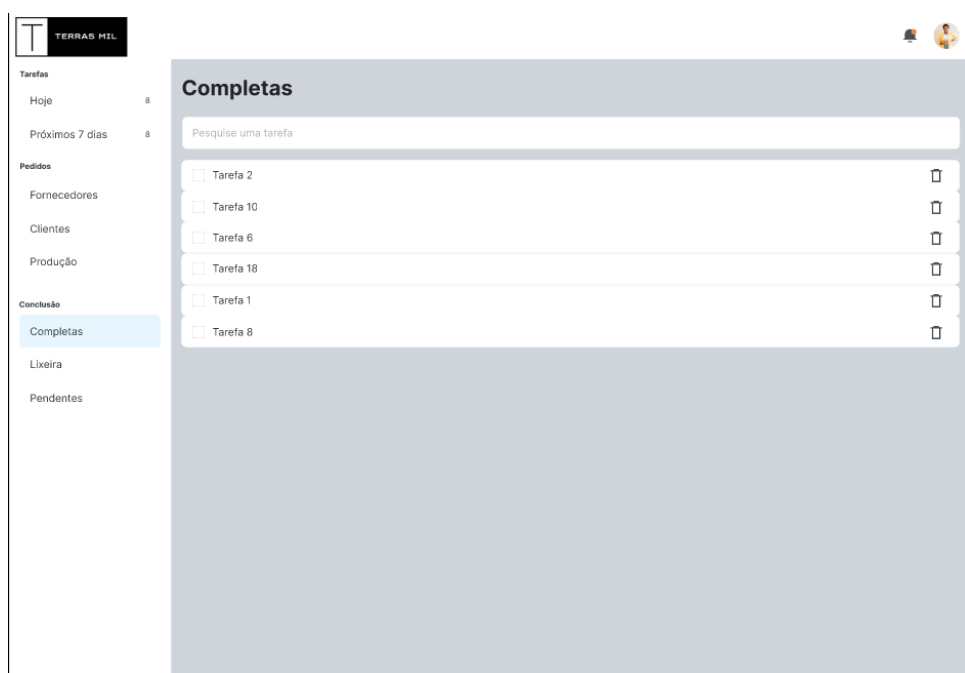 T
TERRAS MIL
Tarefas
Hoje 8
Próximos 7 dias 8
Pedidos
Fornecedores
Clientes
Produção
Conclusão
Completas
Lixeira
Pendentes
Completas
Pesquise uma tarefa
Tarefa 2
Tarefa 10
Tarefa 6
Tarefa 18
Tarefa 1
Tarefa 8